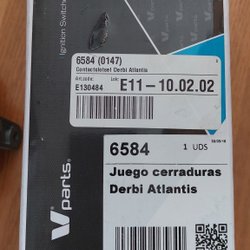 Ignition Switches
6584 (0147)
Contactslotset Derbi Atlantis
E130484
E11-10.02.02
Vparts.
6584
1 UDS
Juego cerraduras
Derbi Atlantis